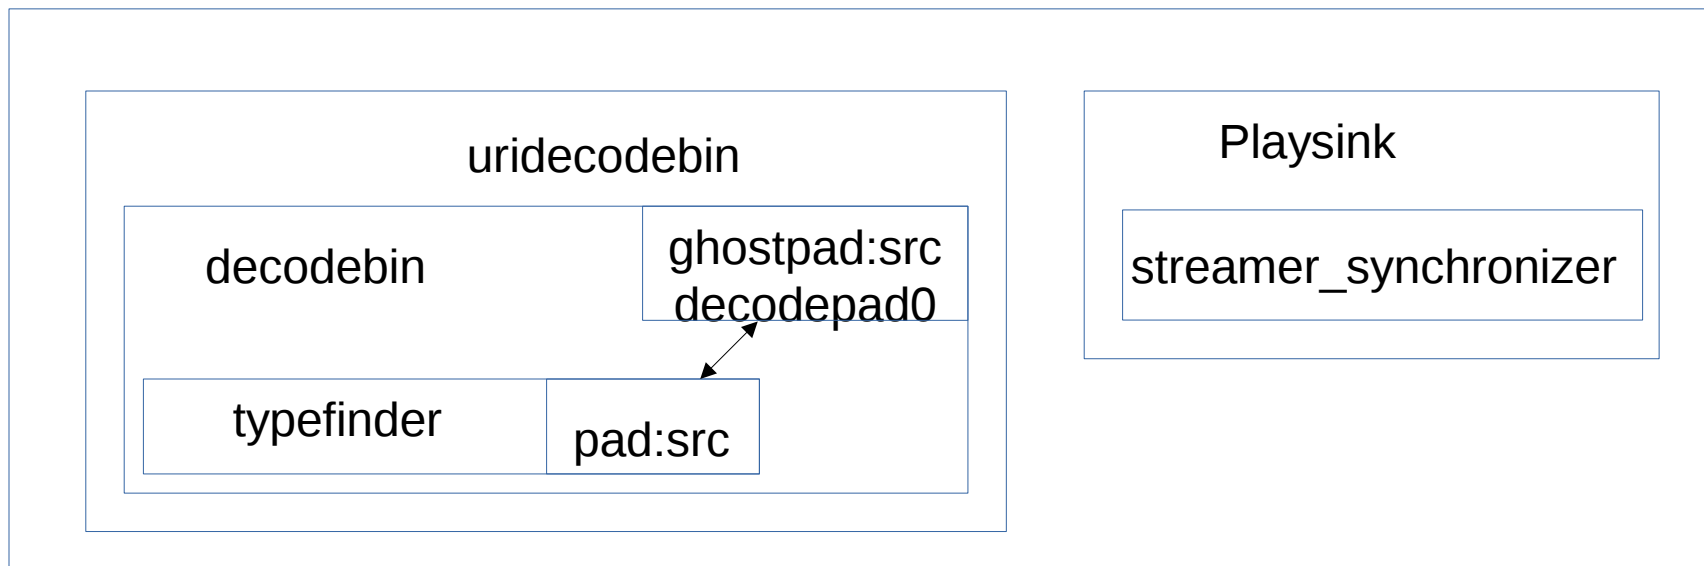 uridecodebin
decodebin
ghostpad:src
decodepad0
typefinder
pad:src
Playsink
streamer_synchronizer